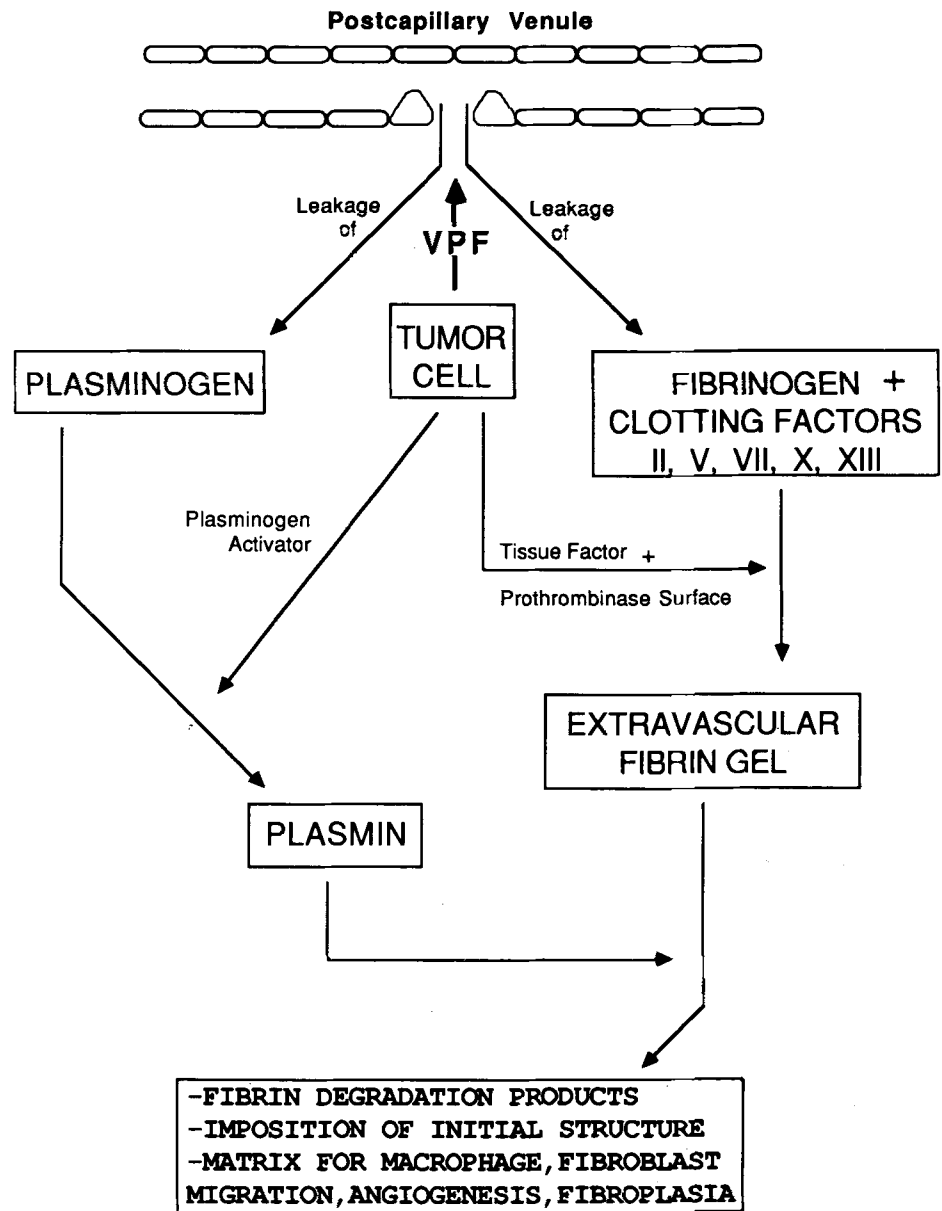 Postcapillary Venule
Leakage
of
VPF
Leakage
of
PLASMINOGEN
TUMOR
CELL
FIBRINOGEN +
CLOTTING FACTORS
II, V, VII, X, XIII
Plasminogen
Activator
Tissue Factor +
Prothrombinase Surface
EXTRAVASCULAR
FIBRIN GEL
PLASMIN
-FIBRIN DEGRADATION PRODUCTS
-IMPOSITION OF INITIAL STRUCTURE
-MATRIX FOR MACROPHAGE, FIBROBLAST
MIGRATION, ANGIOGENESIS, FIBROPLASIA